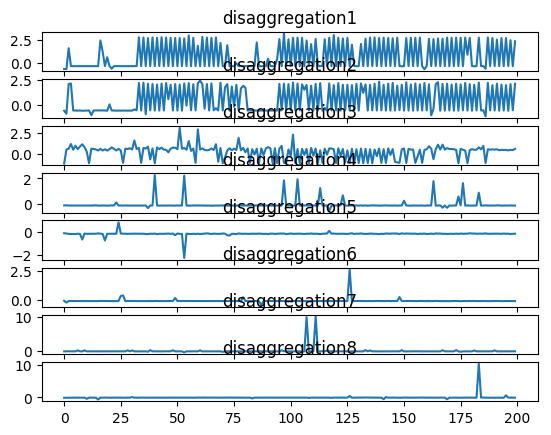 disaggregation1
2.5
0.0
disaggregation2
2.5
0.0
disaggregation3
2.5
0.0
disaggregation4
2
0
disaggregation5
0
−2
disaggregation6
2.5
0.0
disaggregation7
10
0
disaggregation8
10
0
0 25 50 75 100 125 150 175 200